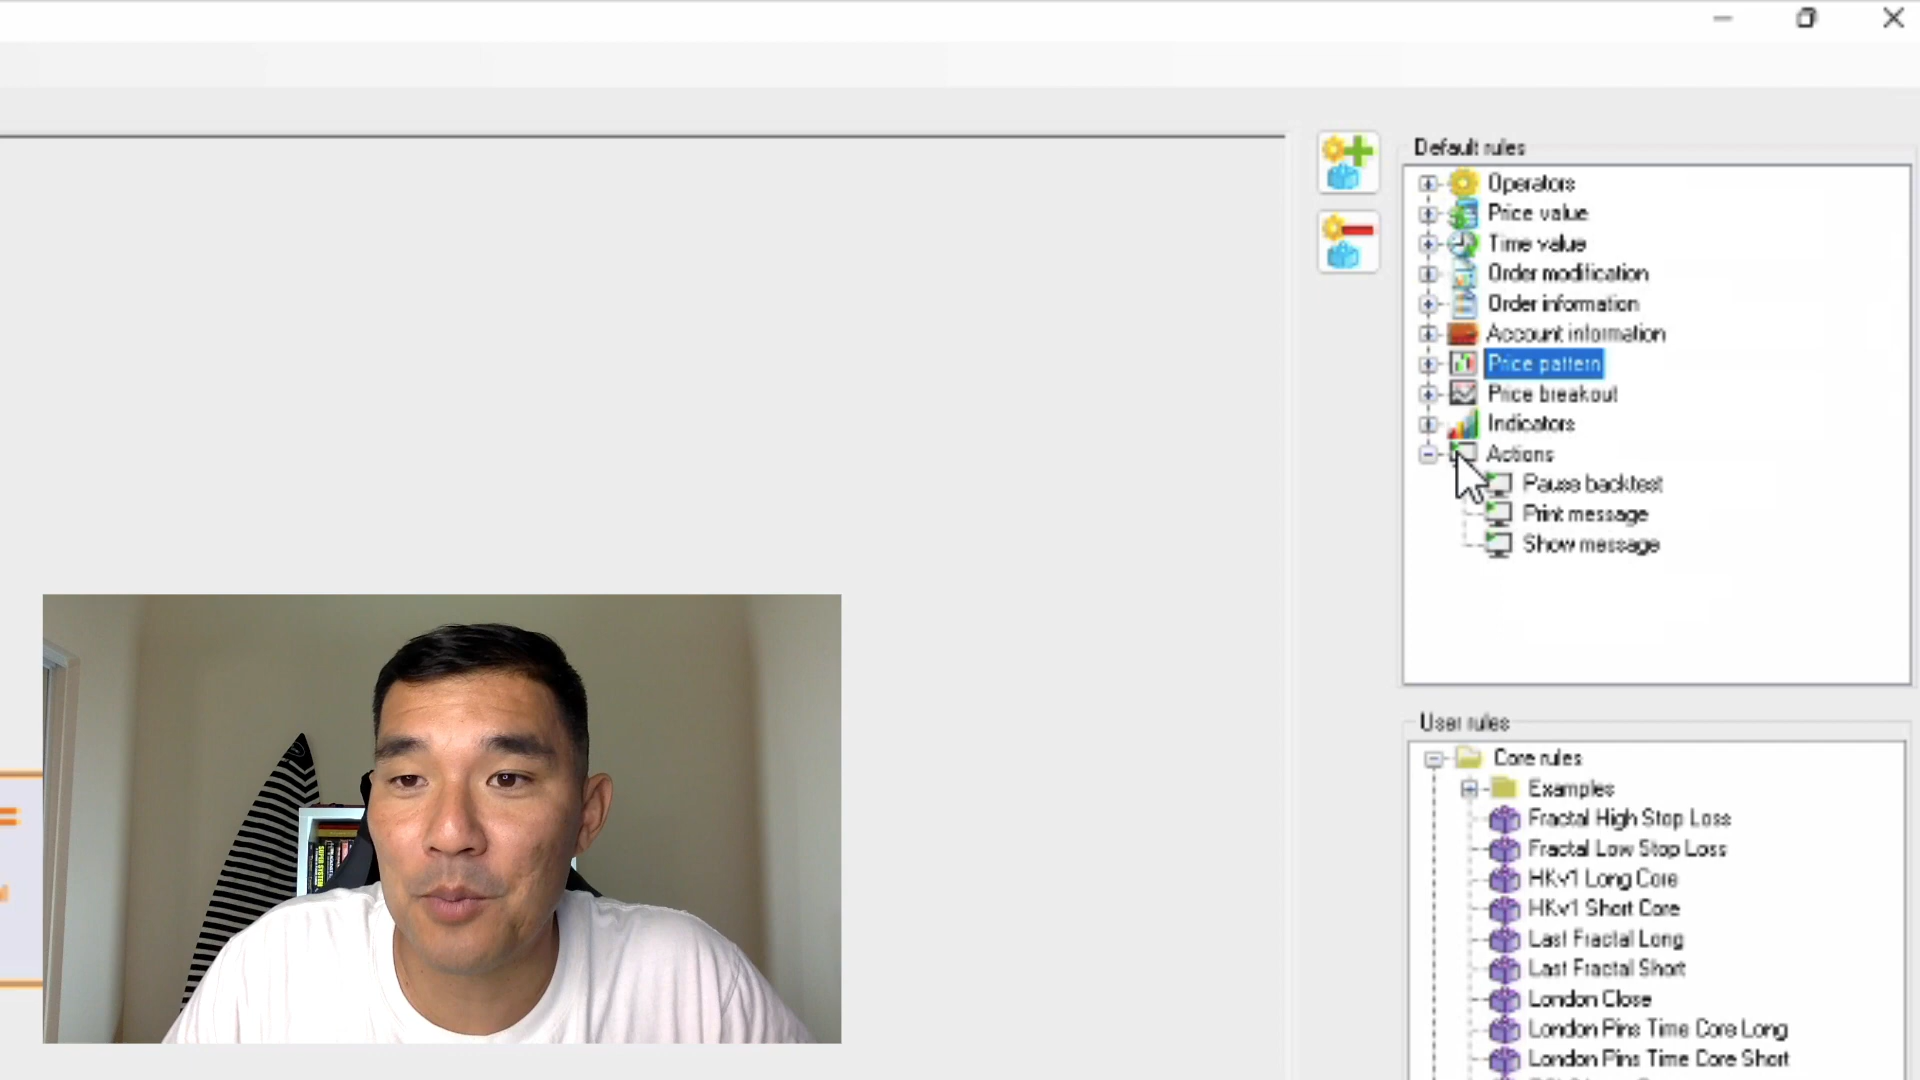 Default rules
Operators
Price value
Time value
Order modification
Order information
Account information
Price pattern
Price breakout
Indicators
Actions
Pause backtest
Print message
Show message
User rules
Core rules
Examples
Fractal High Stop Loss
Fractal Low Stop Loss
HKv1 Long Core
HKv1 Short Core
Last Fractal Long
Last Fractal Short
London Close
London Pins Time Core Long
London Pins Time Core Short